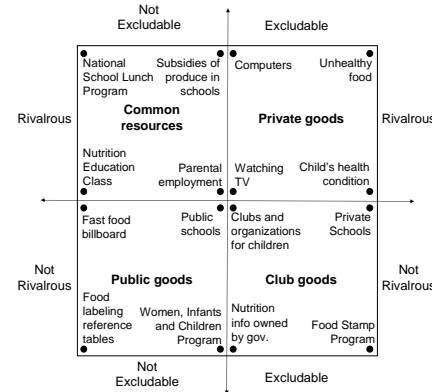 Not
Excludable
Excludable
National
School Lunch
Program
Subsidies of
produce in
schools
Computers
Unhealthy
food
Rivalrous
Common
resources
Private goods
Rivalrous
Nutrition
Education
Class
Parental
employment
Watching
TV
Child's health
condition
Fast food
billboard
Public
schools
Clubs and
organizations
for children
Private
Schools
Not
Rivalrous
Public goods
Club goods
Not
Rivalrous
Food
labeling
reference
tables
Women, Infants
and Children
Program
Nutrition
info owned
by gov.
Food Stamp
Program
Not
Excludable
Excludable